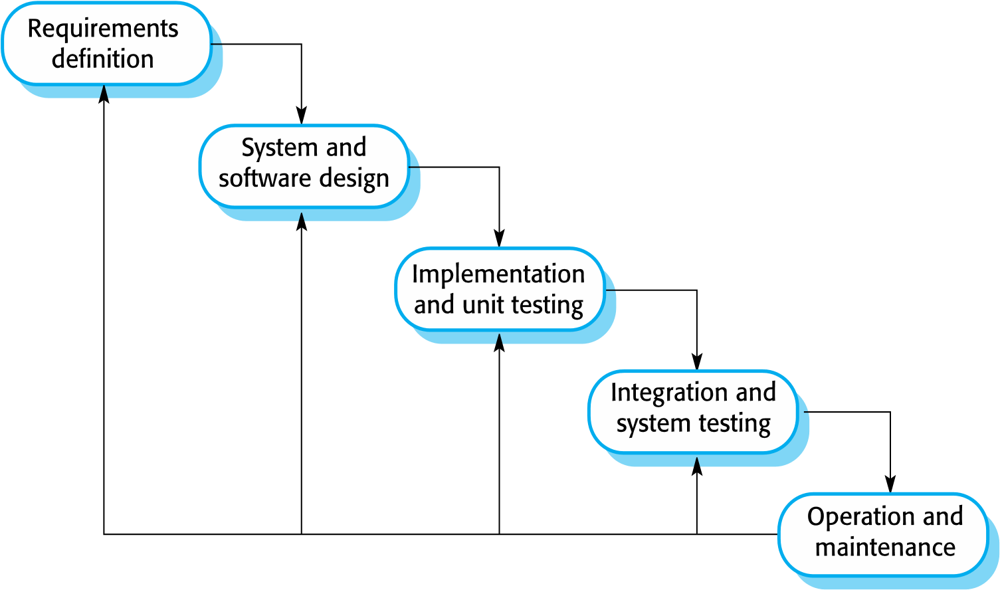 Requirements
definition
System and
software design
Implementation
and unit testing
Integration and
system testing
Operation and
maintenance